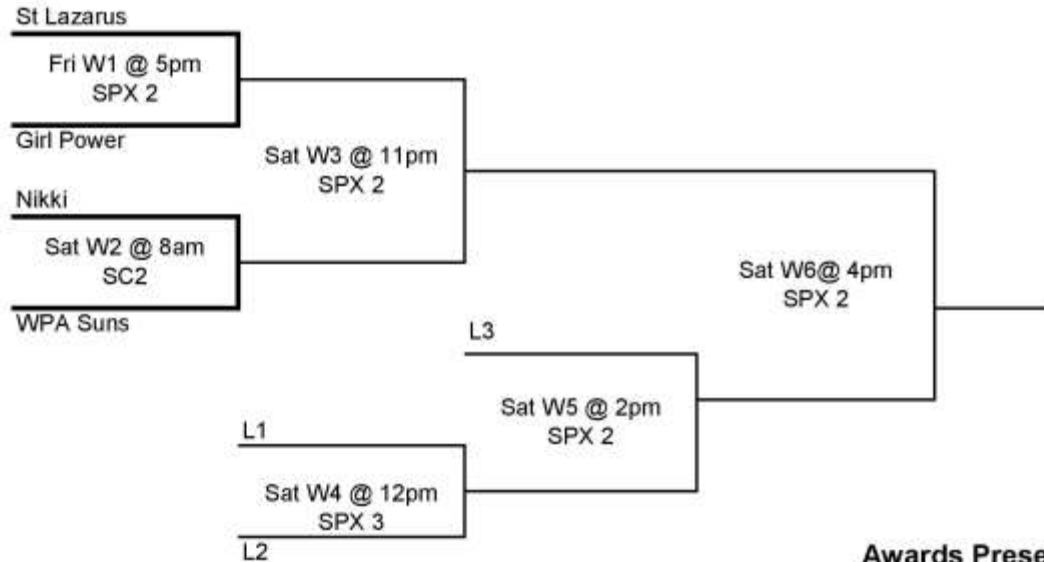 St Lazarus
Fri W1 @ 5pm
SPX 2
Girl Power
Sat W3 @ 11pm
SPX 2
Nikki
Sat W2 @ 8am
SC2
WPA Suns
Sat W6@ 4pm
SPX 2
L3
Sat W5 @ 2pm
SPX 2
L1
Sat W4 @ 12pm
SPX 3
L2
Awards